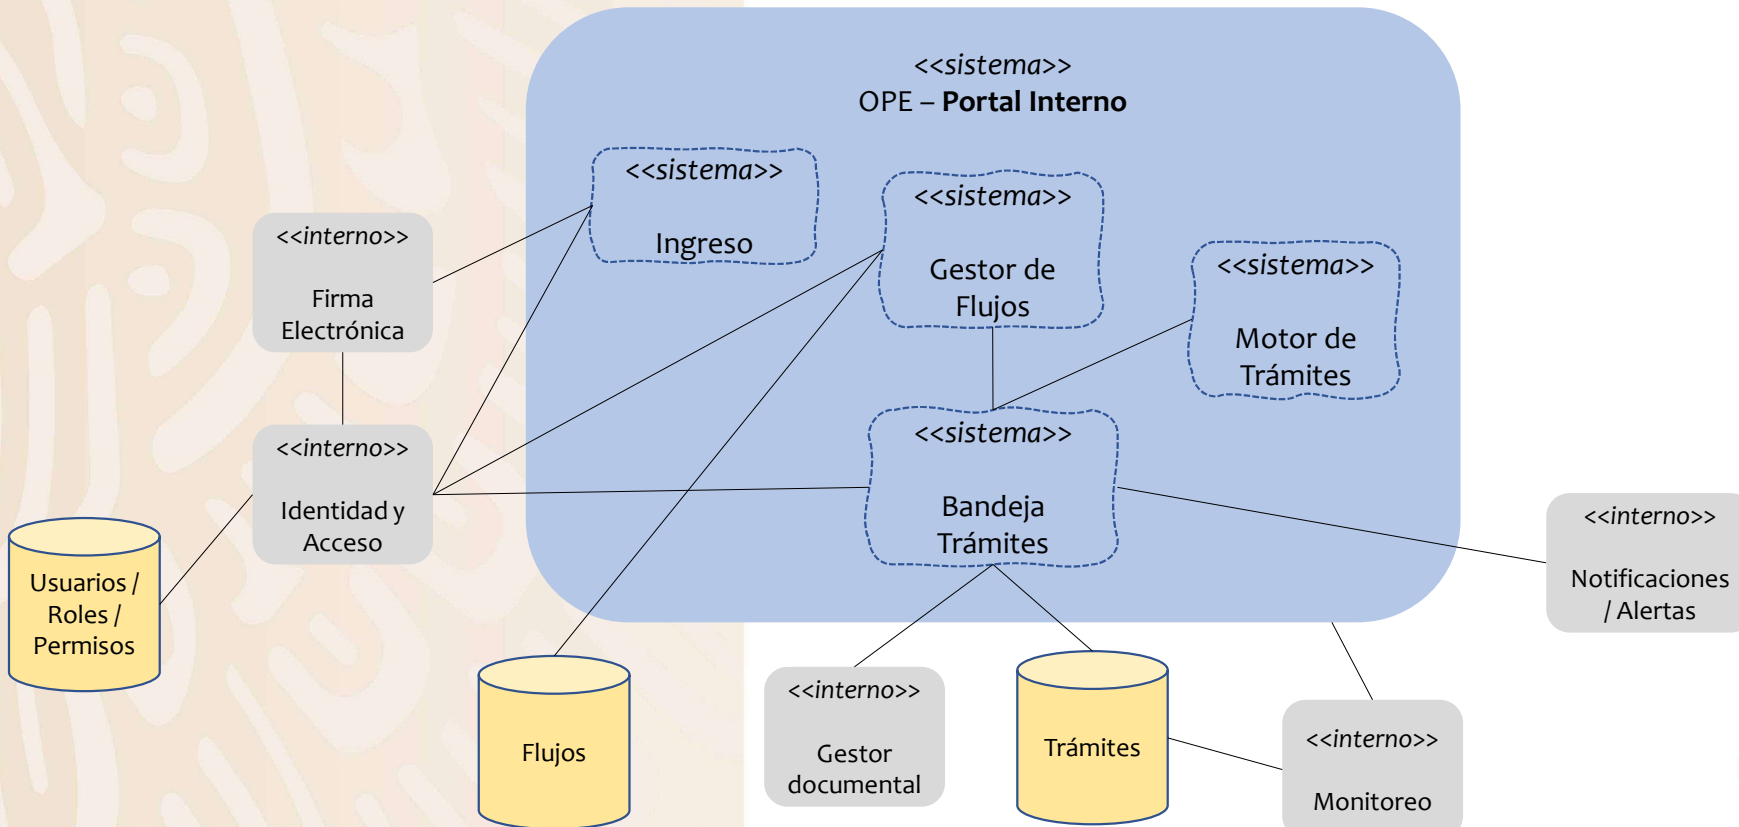 <<sistema>>
OPE – Portal Interno
<<sistema>>
Ingreso
<<sistema>>
Gestor de
Flujos
<<sistema>>
Motor de
Trámites
<<interno>>
Firma
Electrónica
<<interno>>
Identidad y
Acceso
<<sistema>>
Bandeja
Trámites
<<interno>>
Notificaciones
/ Alertas
Usuarios /
Roles /
Permisos
Flujos
<<interno>>
Gestor
documental
Trámites
<<interno>>
Monitoreo